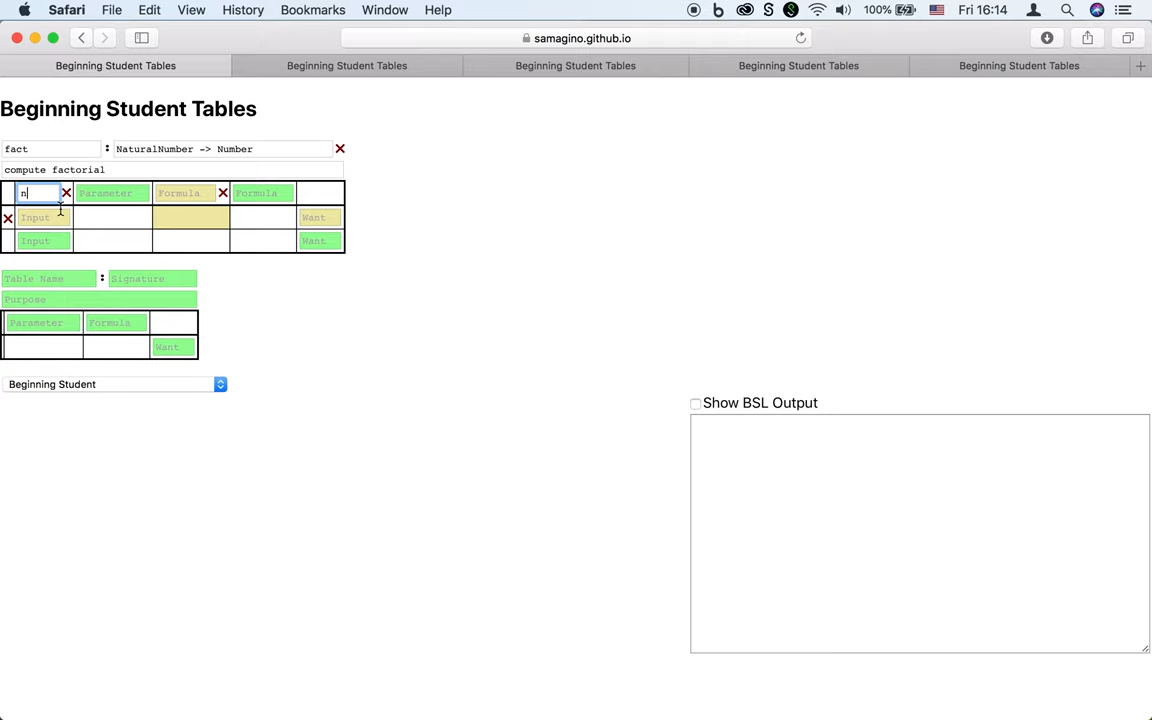 Safari File Edit View History Bookmarks Window Help 100% Fri 16:14
samagino.github.io
Beginning Student Tables Beginning Student Tables Beginning Student Tables Beginning Student Tables Beginning Student Tables
Beginning Student Tables
fact : NaturalNumber -> Number
compute factorial
n Parameter Formula Formula
Input Want
Input Want
Table Name : Signature
Purpose
Parameter Formula
Want
Beginning Student
Show BSL Output